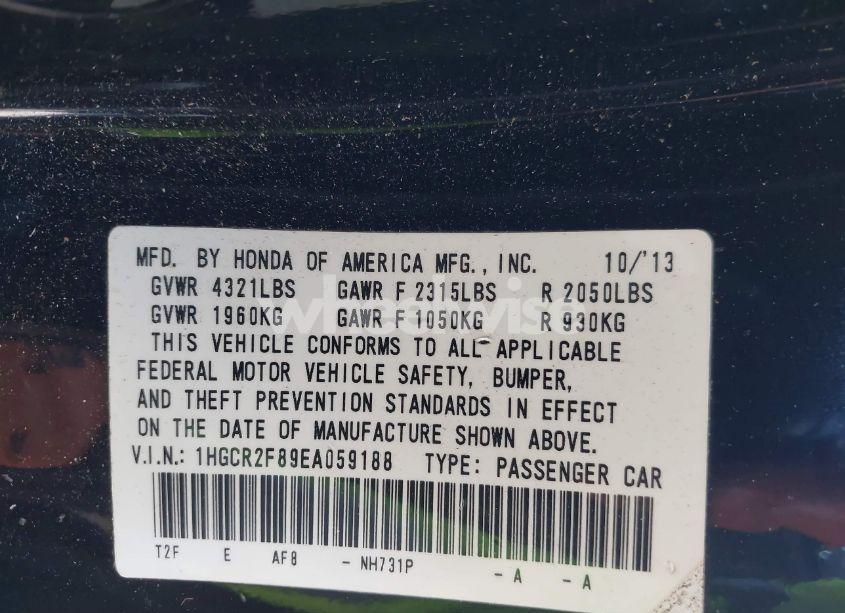 MFD. BY HONDA OF AMERICA MFG., INC. 10/'13
GVWR 4321LBS GAWR F 2315LBS R 2050LBS
GVWR 1960KG GAWR F 1050KG R 930KG
THIS VEHICLE CONFORMS TO ALL APPLICABLE
FEDERAL MOTOR VEHICLE SAFETY, BUMPER,
AND THEFT PREVENTION STANDARDS IN EFFECT
ON THE DATE OF MANUFACTURE SHOWN ABOVE.
V.I.N.: 1HGCR2F89EA059188 TYPE: PASSENGER CAR
T2F E AF8 - NH731P - A - A